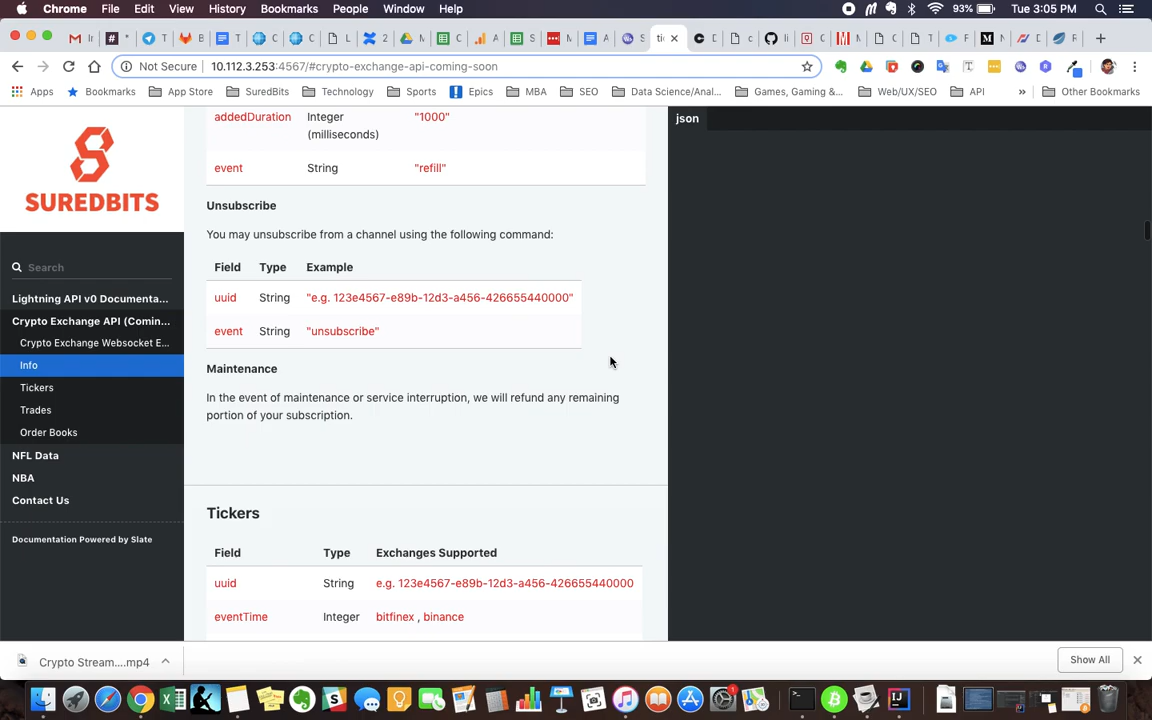 Chrome File Edit View History Bookmarks People Window Help 93% Tue 3:05 PM
Not Secure 10.112.3.253:4567/#crypto-exchange-api-coming-soon
Apps Bookmarks App Store SuredBits Technology Sports Epics MBA SEO Data Science/Anal... Games, Gaming &... Web/UX/SEO API » Other Bookmarks
SUREDBITS
Search
Lightning API v0 Documenta...
Crypto Exchange API (Comin...
Crypto Exchange Websocket E...
Info
Tickers
Trades
Order Books
NFL Data
NBA
Contact Us
Documentation Powered by Slate
addedDuration Integer "1000"
(milliseconds)
event String "refill"
Unsubscribe
You may unsubscribe from a channel using the following command:
Field Type Example
uuid String "e.g. 123e4567-e89b-12d3-a456-426655440000"
event String "unsubscribe"
Maintenance
In the event of maintenance or service interruption, we will refund any remaining
portion of your subscription.
Tickers
Field Type Exchanges Supported
uuid String e.g. 123e4567-e89b-12d3-a456-426655440000
eventTime Integer bitfinex , binance
json
Crypto Stream....mp4
Show All